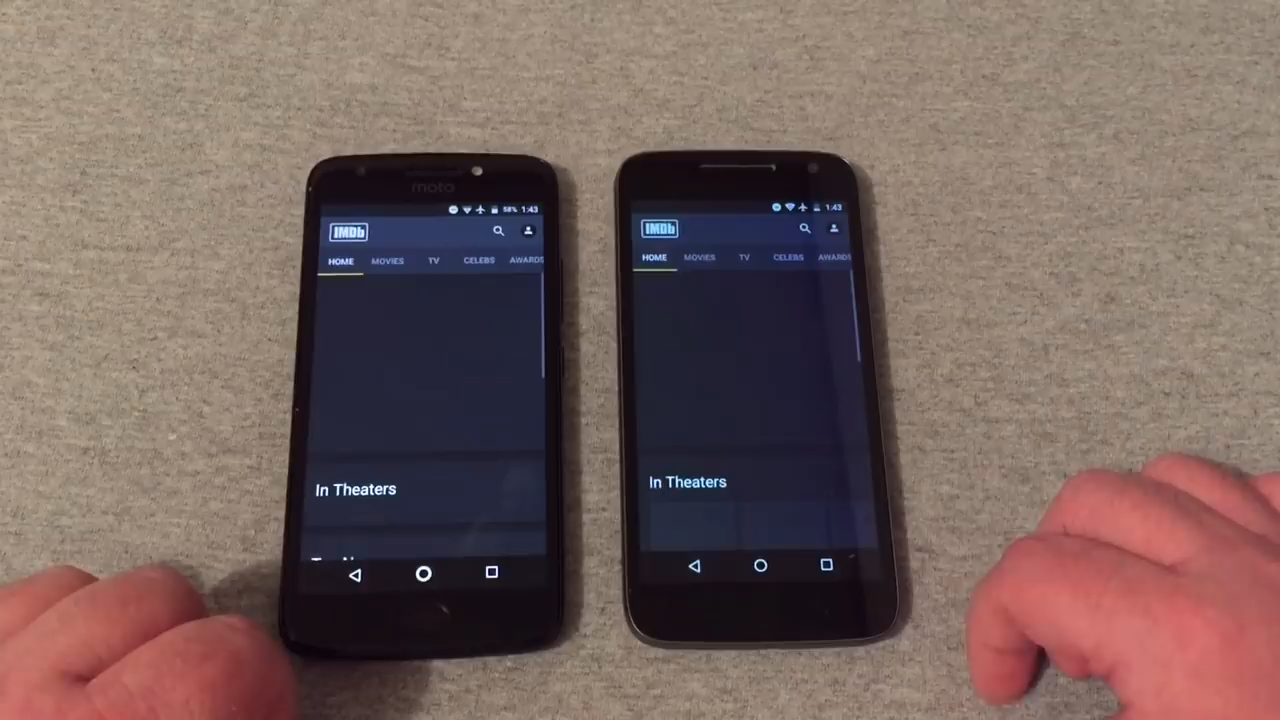 moto
58% 1:43
IMDb
HOME MOVIES TV CELEBS AWARDS
In Theaters
1:43
IMDb
HOME MOVIES TV CELEBS AWARDS
In Theaters